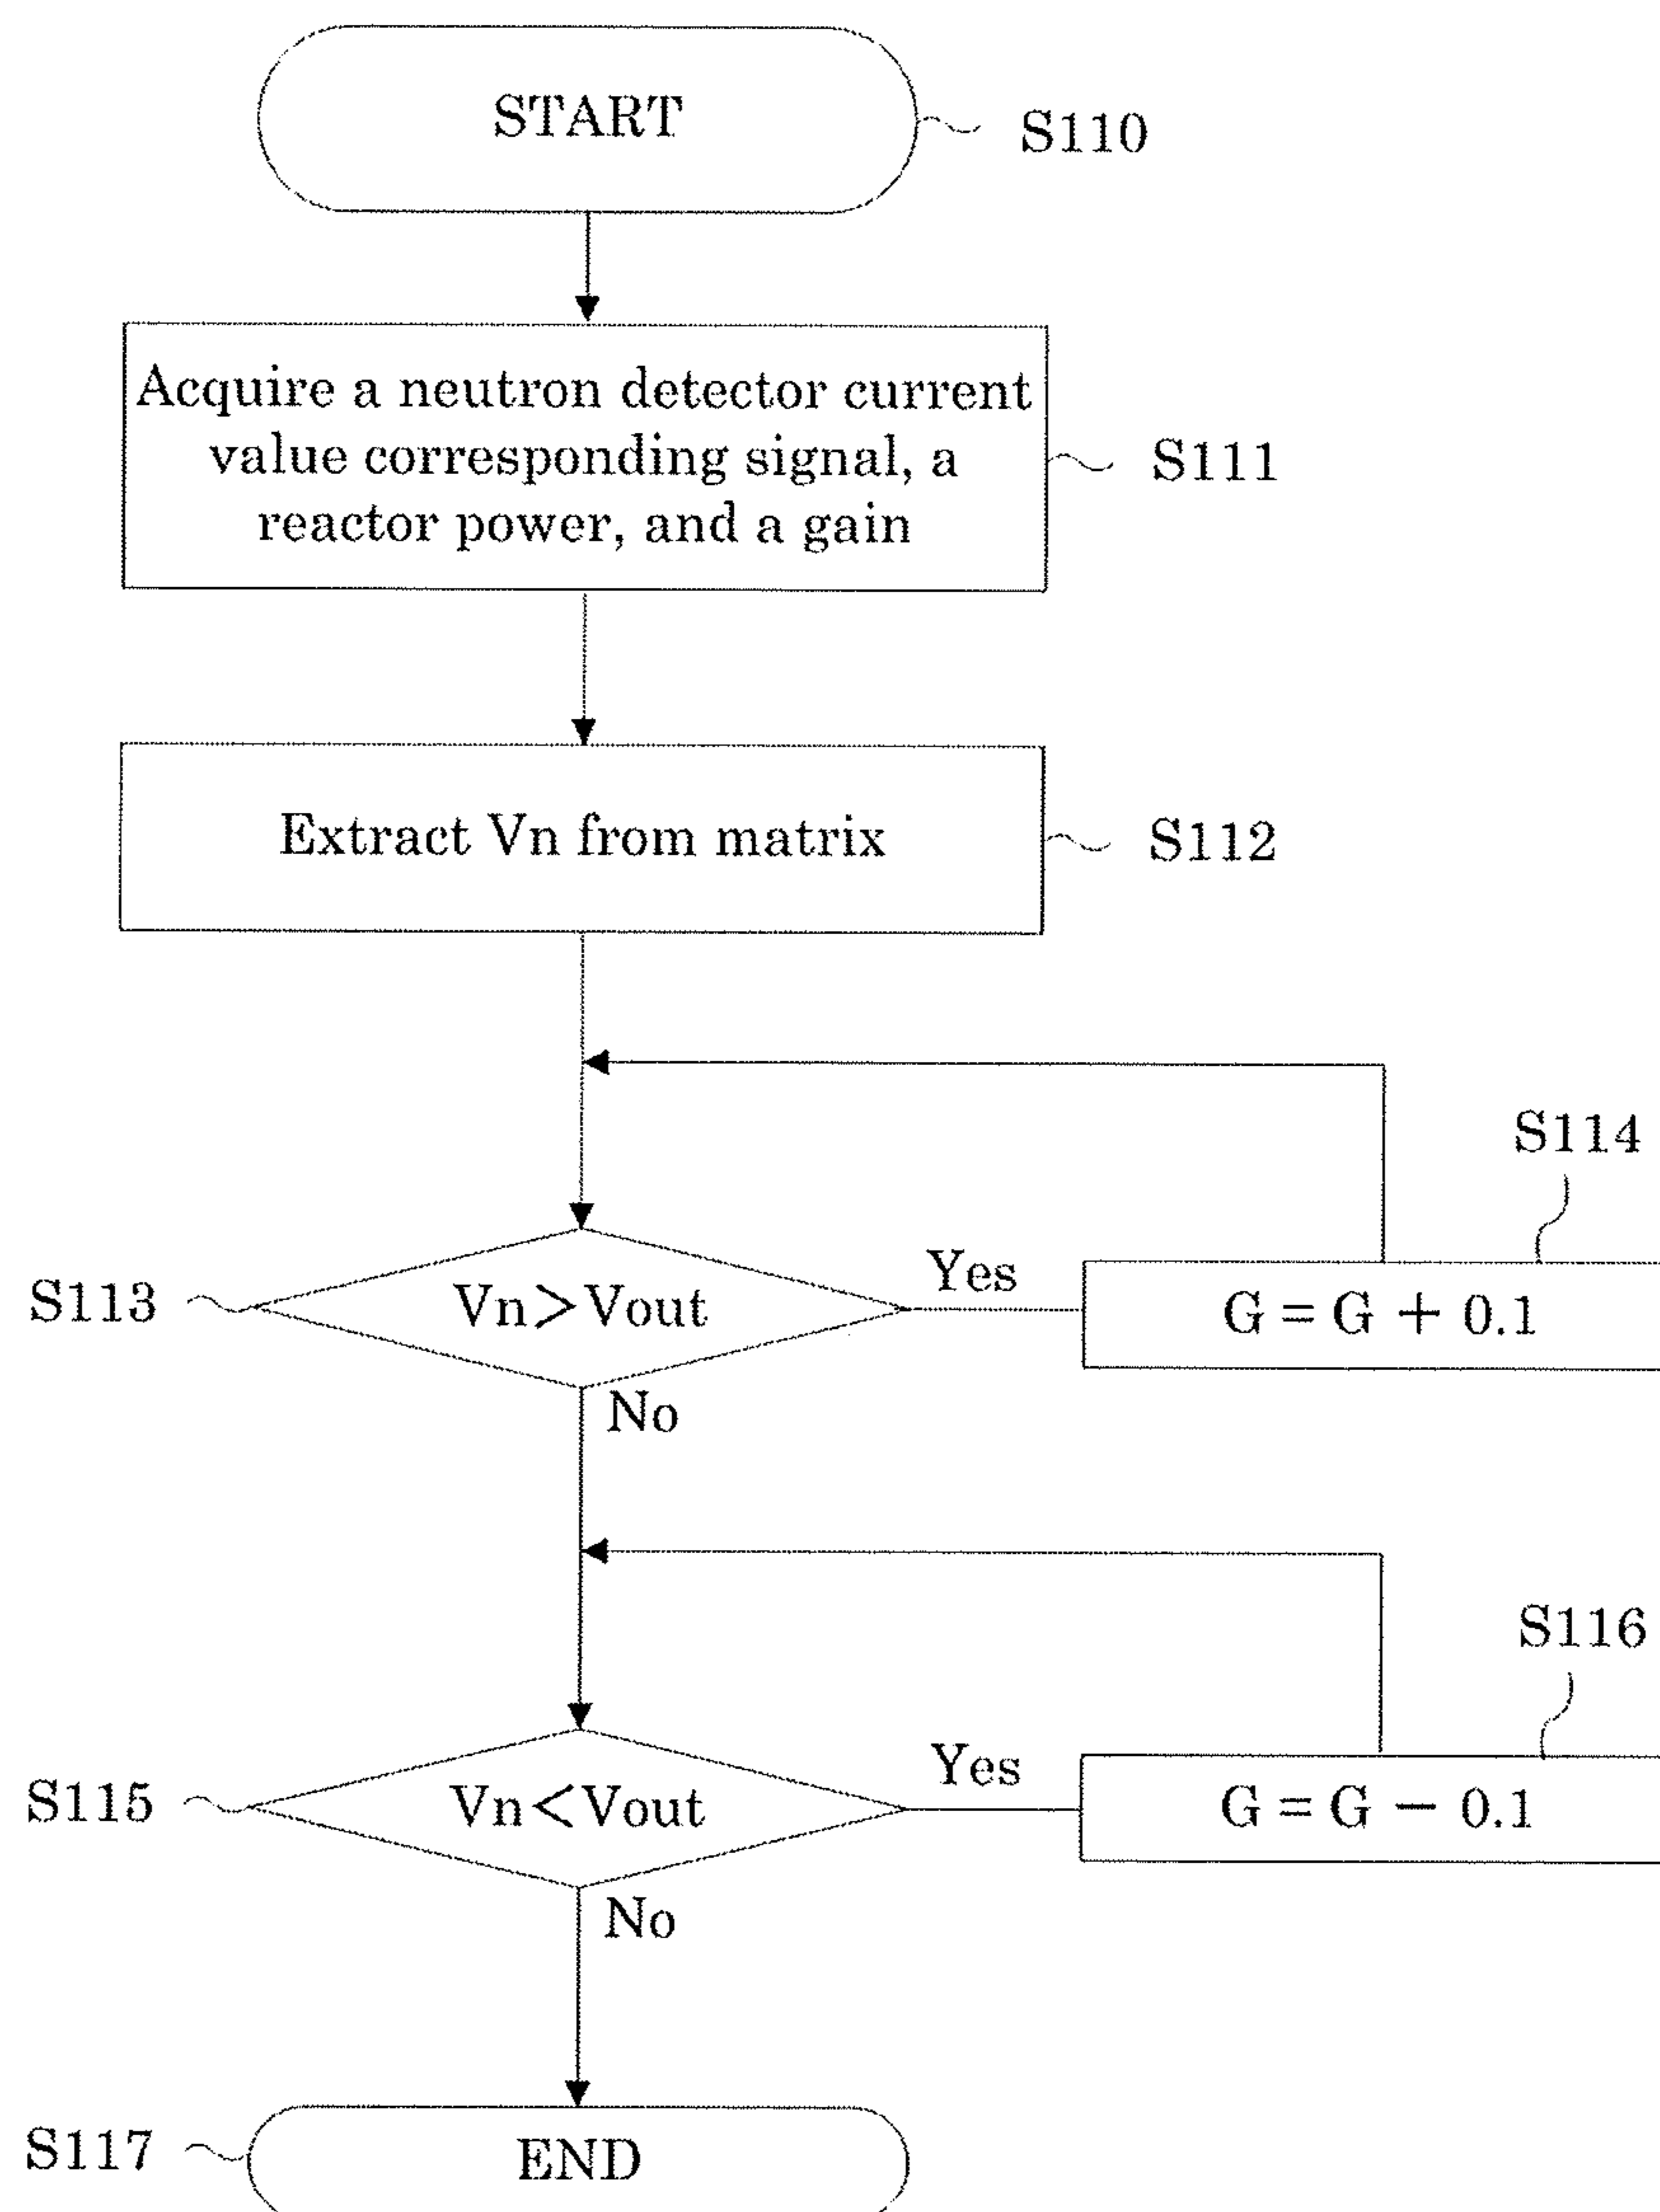 START
S110
Acquire a neutron detector current
value corresponding signal, a
reactor power, and a gain
S111
Extract Vn from matrix
S112
S114
S113
Vn>Vout
Yes
G = G + 0.1
No
S116
S115
Vn<Vout
Yes
G = G − 0.1
No
S117
END